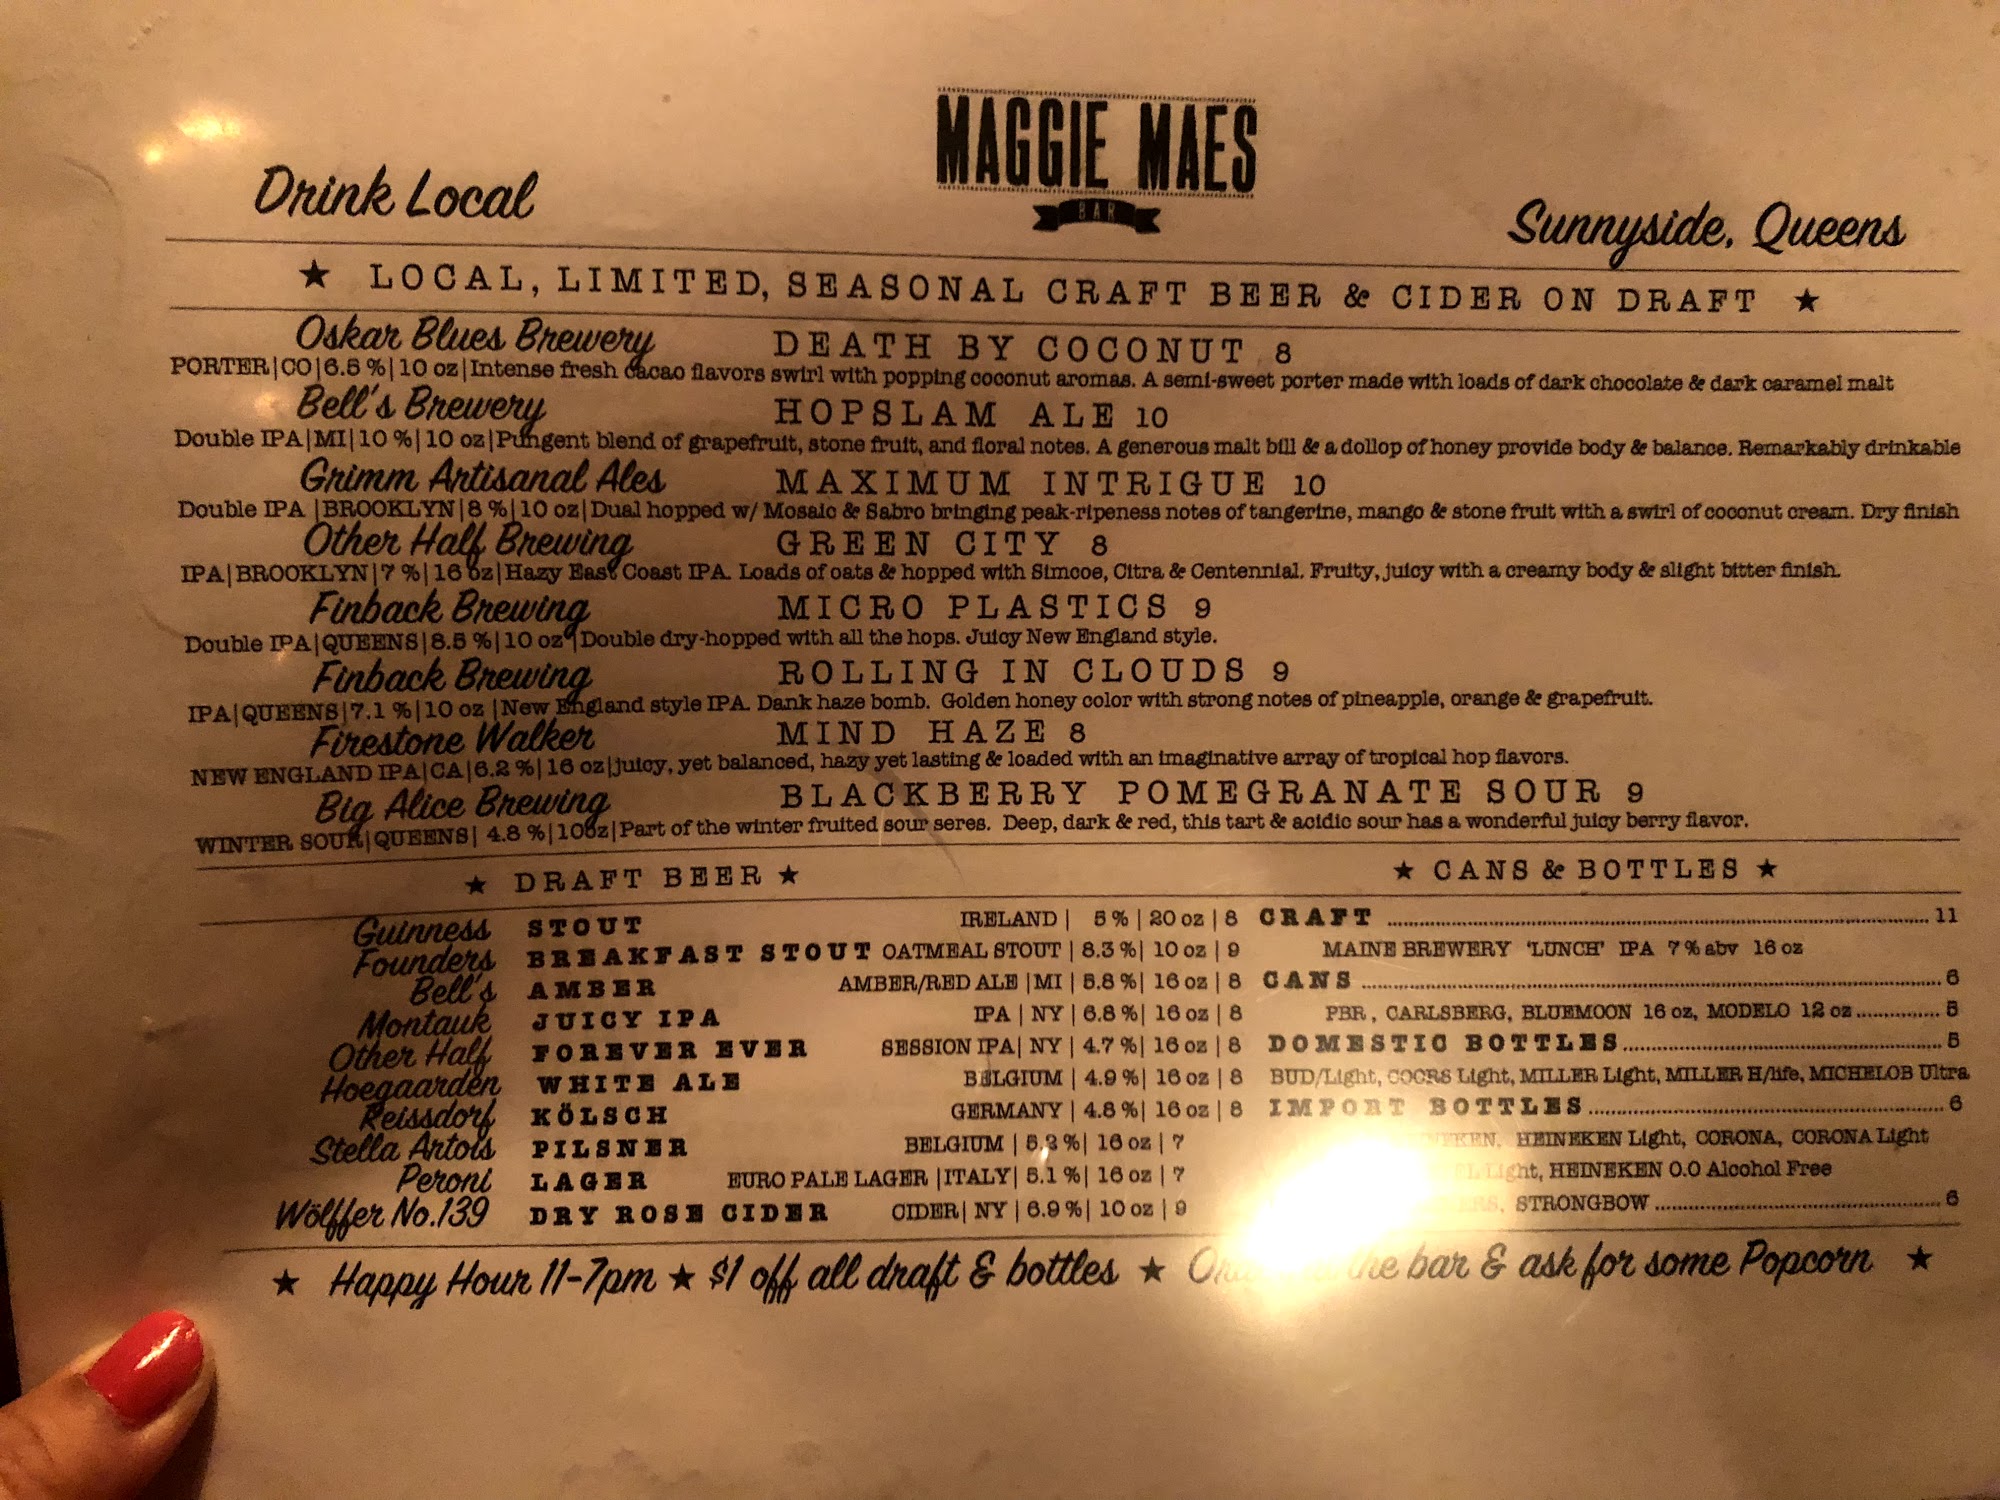 MAGGIE MAES
BAR
Drink Local
Sunnyside, Queens
★ LOCAL, LIMITED, SEASONAL CRAFT BEER & CIDER ON DRAFT ★
Oskar Blues Brewery DEATH BY COCONUT 8
PORTER|CO|6.5 %|10 oz|Intense fresh cacao flavors swirl with popping coconut aromas. A semi-sweet porter made with loads of dark chocolate & dark caramel malt
Bell's Brewery HOPSLAM ALE 10
Double IPA|MI|10 %|10 oz|Pungent blend of grapefruit, stone fruit, and floral notes. A generous malt bill & a dollop of honey provide body & balance. Remarkably drinkable
Grimm Artisanal Ales MAXIMUM INTRIGUE 10
Double IPA |BROOKLYN|8 %|10 oz|Dual hopped w/ Mosaic & Sabro bringing peak-ripeness notes of tangerine, mango & stone fruit with a swirl of coconut cream. Dry finish
Other Half Brewing GREEN CITY 8
IPA|BROOKLYN|7 %|16 oz|Hazy East Coast IPA. Loads of oats & hopped with Simcoe, Citra & Centennial. Fruity, juicy with a creamy body & slight bitter finish.
Finback Brewing MICRO PLASTICS 9
Double IPA|QUEENS|8.5 %|10 oz |Double dry-hopped with all the hops. Juicy New England style.
Finback Brewing ROLLING IN CLOUDS 9
IPA|QUEENS|7.1 %|10 oz |New England style IPA. Dank haze bomb. Golden honey color with strong notes of pineapple, orange & grapefruit.
Firestone Walker MIND HAZE 8
NEW ENGLAND IPA|CA|6.2 %|16 oz|juicy, yet balanced, hazy yet lasting & loaded with an imaginative array of tropical hop flavors.
Big Alice Brewing BLACKBERRY POMEGRANATE SOUR 9
WINTER SOUR|QUEENS| 4.8 %|10oz|Part of the winter fruited sour seres. Deep, dark & red, this tart & acidic sour has a wonderful juicy berry flavor.
★ DRAFT BEER ★
Guinness STOUT IRELAND | 5 % | 20 oz | 8
Founders BREAKFAST STOUT OATMEAL STOUT | 8.3 %| 10 oz | 9
Bell's AMBER AMBER/RED ALE |MI | 5.8 %| 16 oz | 8
Montauk JUICY IPA IPA | NY | 6.8 %| 16 oz | 8
Other Half FOREVER EVER SESSION IPA| NY | 4.7 %| 16 oz | 8
Hoegaarden WHITE ALE BELGIUM | 4.9 %| 16 oz | 8
Reissdorf KÖLSCH GERMANY | 4.8 %| 16 oz | 8
Stella Artois PILSNER BELGIUM | 5.2 %| 16 oz | 7
Peroni LAGER EURO PALE LAGER |ITALY| 5.1 %| 16 oz | 7
Wölffer No.139 DRY ROSE CIDER CIDER| NY | 6.9 %| 10 oz | 9
★ CANS & BOTTLES ★
CRAFT ........ 11
MAINE BREWERY 'LUNCH' IPA 7 % abv 16 oz
CANS ........ 6
PBR , CARLSBERG, BLUEMOON 16 oz, MODELO 12 oz ........ 5
DOMESTIC BOTTLES ........ 5
BUD/Light, COORS Light, MILLER Light, MILLER H/life, MICHELOB Ultra
IMPORT BOTTLES ........ 6
HEINEKEN Light, CORONA, CORONA Light
Light, HEINEKEN 0.0 Alcohol Free
STRONGBOW ........ 6
★ Happy Hour 11-7pm ★ $1 off all draft & bottles ★ the bar & ask for some Popcorn ★